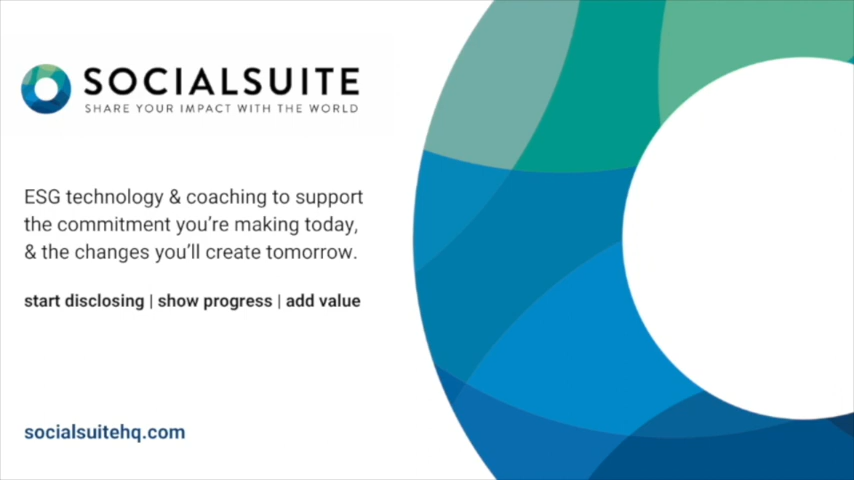 SOCIALSUITE
SHARE YOUR IMPACT WITH THE WORLD
ESG technology & coaching to support
the commitment you’re making today,
& the changes you’ll create tomorrow.
start disclosing | show progress | add value
socialsuitehq.com